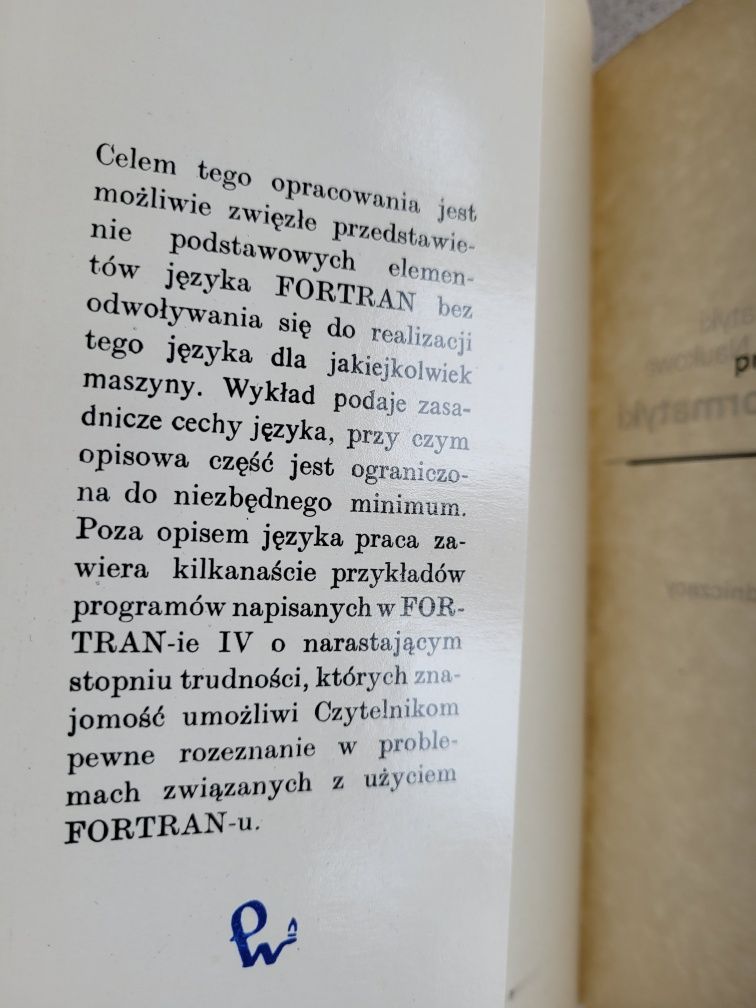 Celem tego opracowania jest
możliwie zwięzłe przedstawie-
nie podstawowych elemen-
tów języka FORTRAN bez
odwoływania się do realizacji
tego języka dla jakiejkolwiek
maszyny. Wykład podaje zasa-
dnicze cechy języka, przy czym
opisowa część jest ograniczo-
na do niezbędnego minimum.
Poza opisem języka praca za-
wiera kilkanaście przykładów
programów napisanych w FOR-
TRAN-ie IV o narastającym
stopniu trudności, których zna-
jomość umożliwi Czytelnikom
pewne rozeznanie w proble-
mach związanych z użyciem
FORTRAN-u.